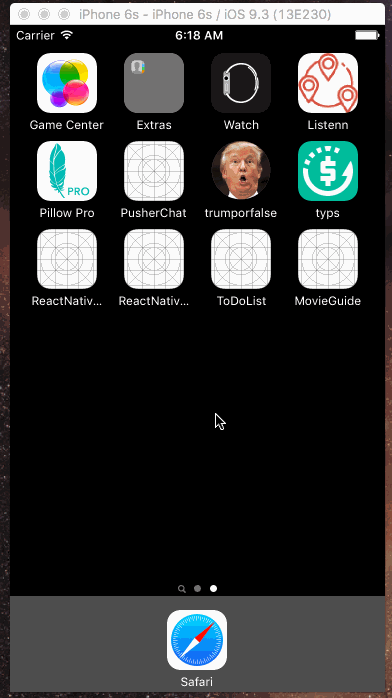 iPhone 6s - iPhone 6s / iOS 9.3 (13E230)
Carrier 6:18 AM
Game Center Extras Watch Listenn
PRO
Pillow Pro PusherChat trumporfalse typs
ReactNativ... ReactNativ... ToDoList MovieGuide
Safari